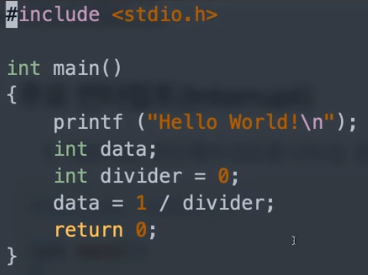 #include <stdio.h>

int main()
{
    printf ("Hello World!\n");
    int data;
    int divider = 0;
    data = 1 / divider;
    return 0;
}